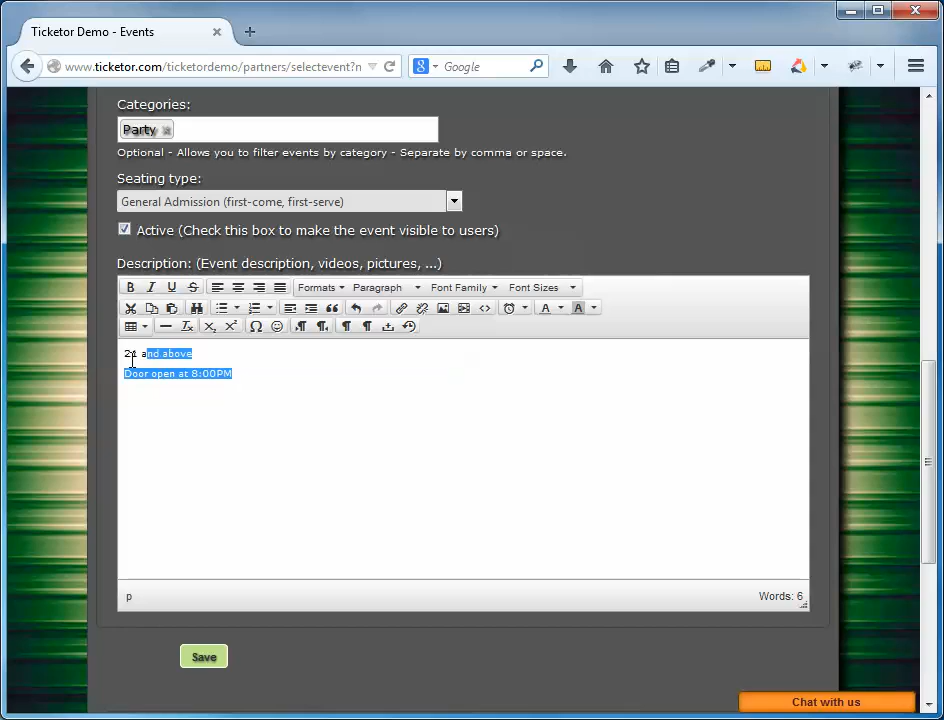 Ticketor Demo - Events
www.ticketor.com/ticketordemo/partners/selectevent?n
Google
Categories:
Party
Optional - Allows you to filter events by category - Separate by comma or space.
Seating type:
General Admission (first-come, first-serve)
Active (Check this box to make the event visible to users)
Description: (Event description, videos, pictures, ...)
B I U S Formats Paragraph Font Family Font Sizes
21 and above
Door open at 8:00PM
p Words: 6
Save
Chat with us